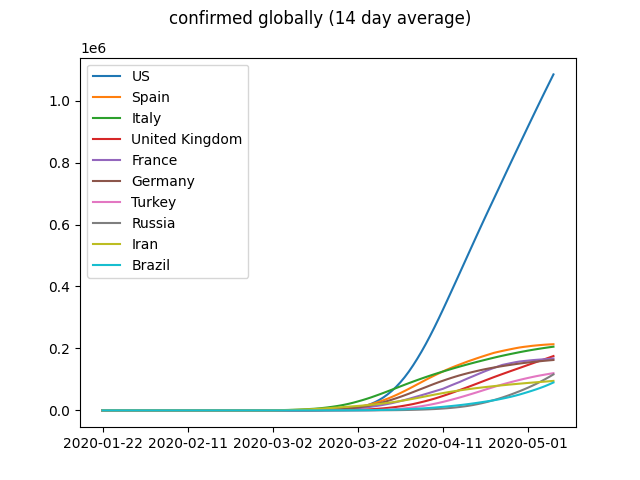 confirmed globally (14 day average)
1e6
US
Spain
Italy
United Kingdom
France
Germany
Turkey
Russia
Iran
Brazil
1.0
0.8
0.6
0.4
0.2
0.0
2020-01-22 2020-02-11 2020-03-02 2020-03-22 2020-04-11 2020-05-01